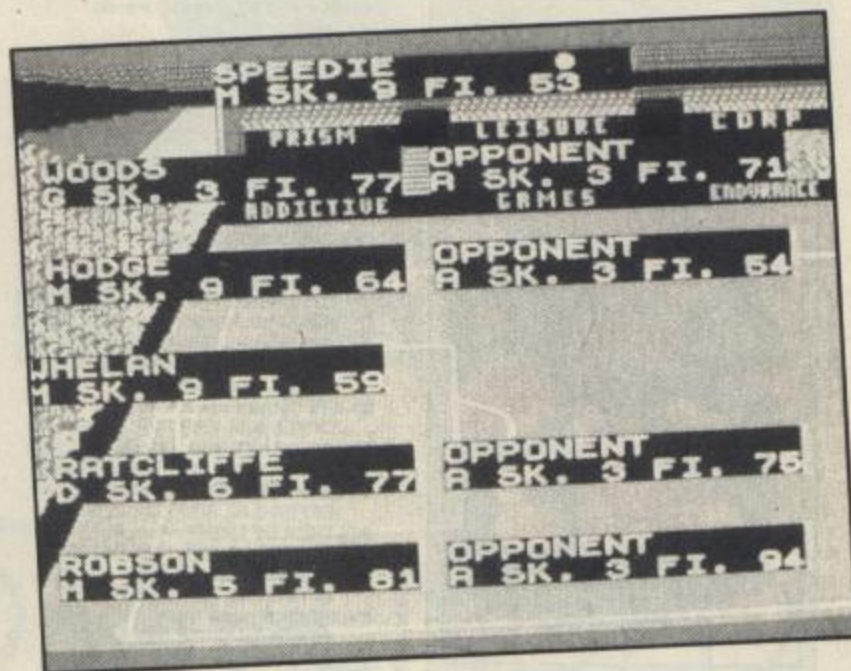 SPEEDIE
M SK. 9 FI. 53
PRISM LEISURE CORP
WOODS
G SK. 3 FI. 77
OPPONENT
A SK. 3 FI. 71
ADDICTIVE GAMES ENDURANCE
HODGE
M SK. 9 FI. 64
OPPONENT
A SK. 3 FI. 54
WHELAN
M SK. 9 FI. 59
RATCLIFFE
D SK. 6 FI. 77
OPPONENT
A SK. 3 FI. 75
ROBSON
M SK. 5 FI. 81
OPPONENT
A SK. 3 FI. 94